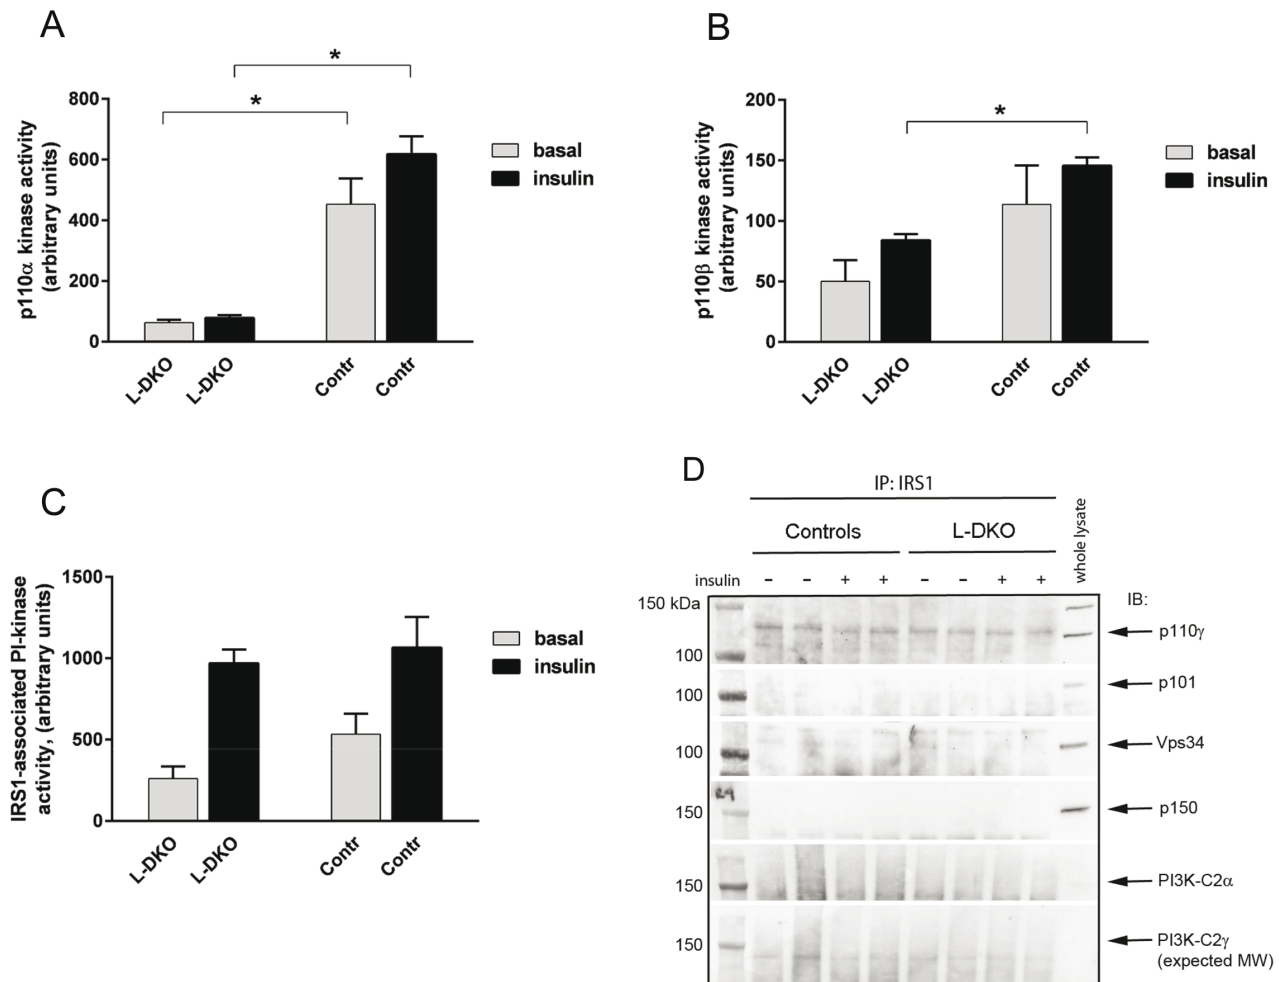 A
*
*
800
600
400
200
0
p110α kinase activity
(arbitrary units)
basal
insulin
L-DKO
L-DKO
Contr
Contr
B
*
200
150
100
50
0
p110β kinase activity
(arbitrary units)
basal
insulin
L-DKO
L-DKO
Contr
Contr
C
1500
1000
500
0
IRS1-associated PI-kinase
activity, (arbitrary units)
basal
insulin
L-DKO
L-DKO
Contr
Contr
D
IP: IRS1
Controls
L-DKO
whole lysate
insulin – – + + – – + +
IB:
150 kDa
p110γ
100
p101
100
Vps34
100
p150
150
PI3K-C2α
150
PI3K-C2γ
150
(expected MW)